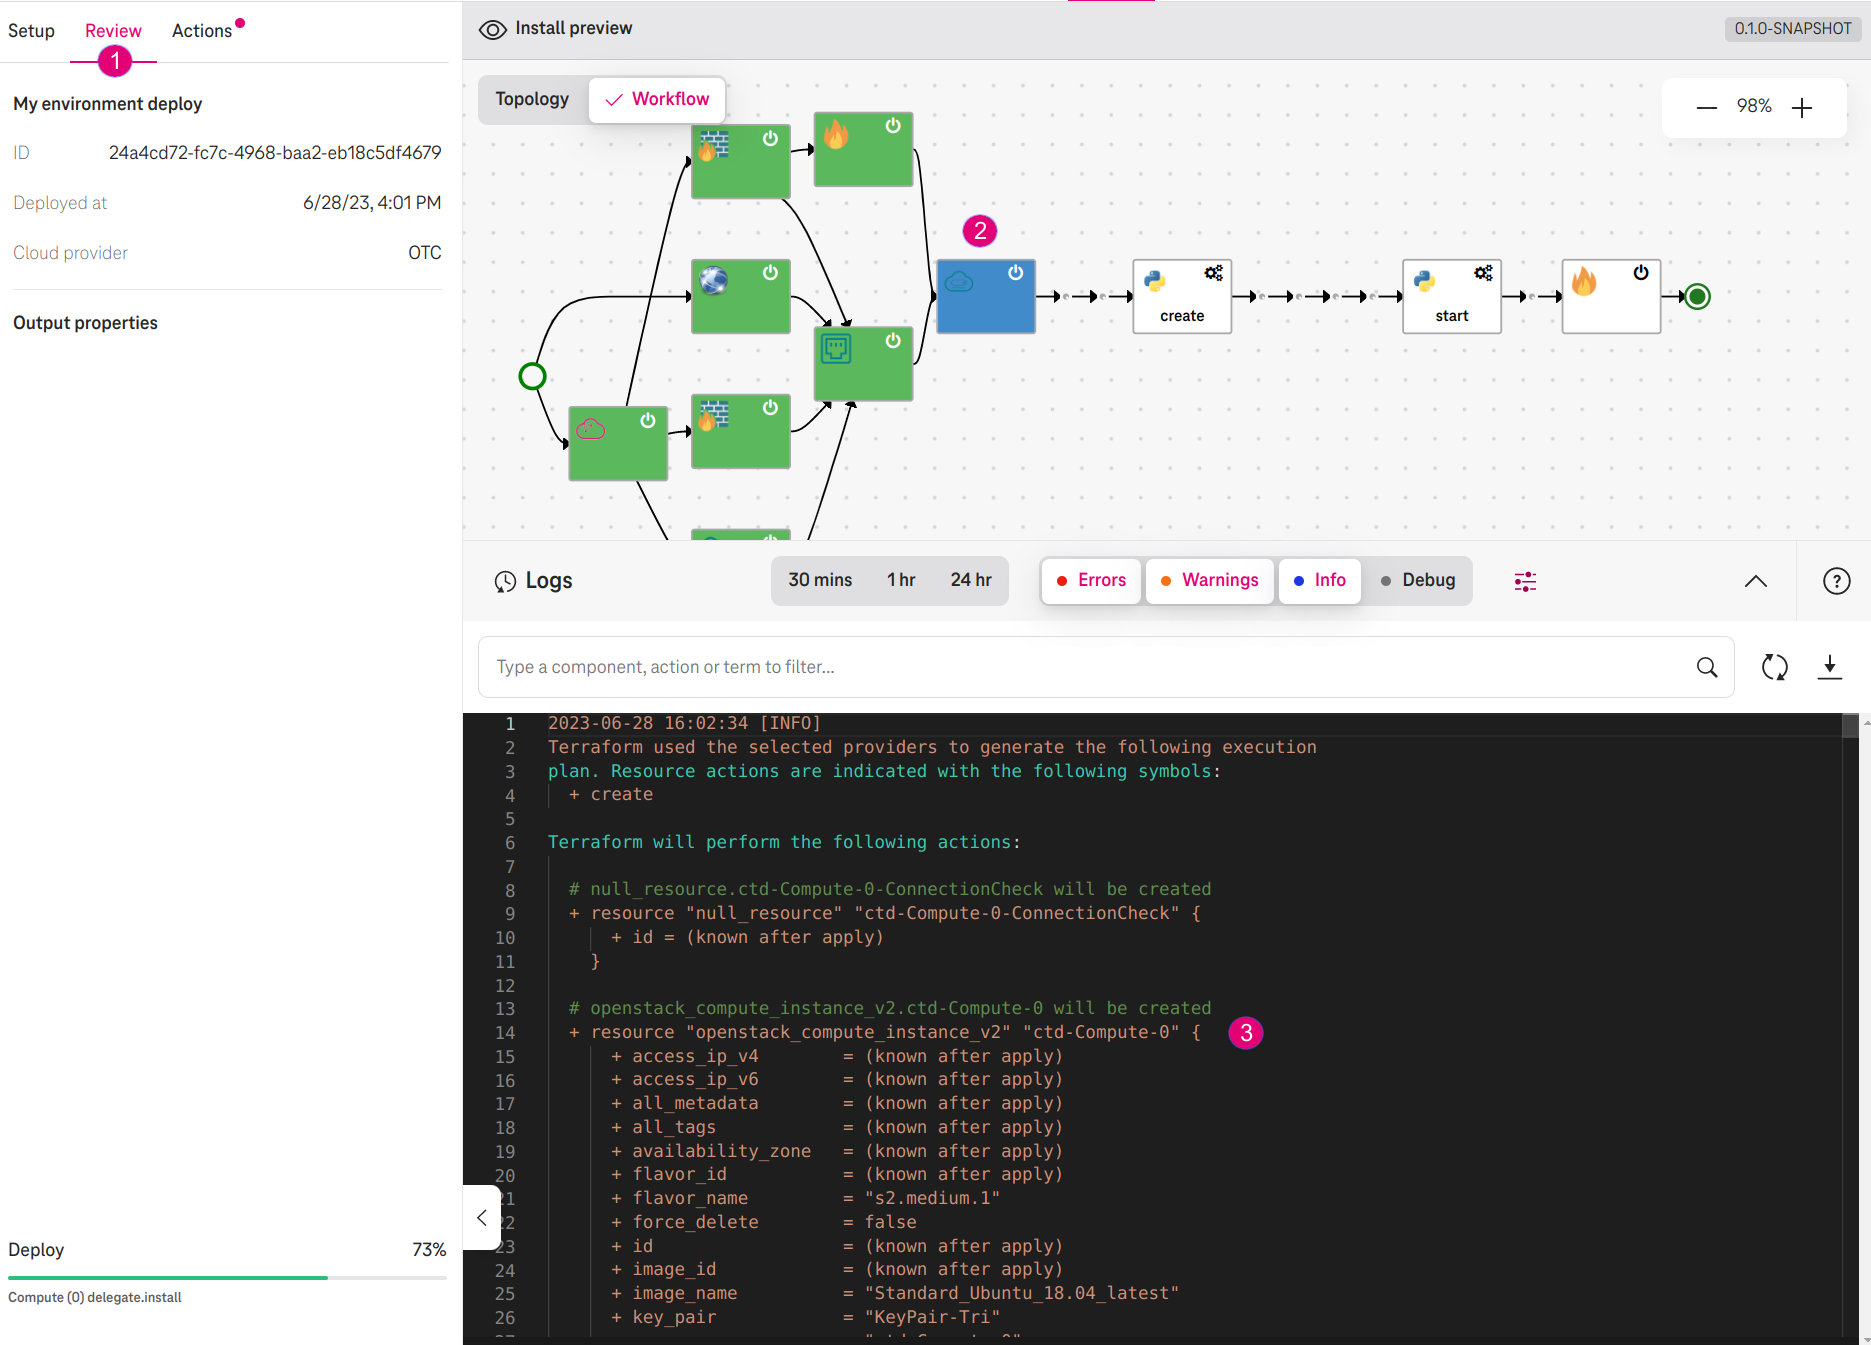 Setup
Review
Actions
1
My environment deploy
ID 24a4cd72-fc7c-4968-baa2-eb18c5df4679
Deployed at 6/28/23, 4:01 PM
Cloud provider OTC
Output properties
Deploy 73%
Compute (0) delegate.install
Install preview
0.1.0-SNAPSHOT
Topology
Workflow
98%
2
create
start
Logs
30 mins 1 hr 24 hr
Errors Warnings Info Debug
?
Type a component, action or term to filter...
1 2023-06-28 16:02:34 [INFO]
2 Terraform used the selected providers to generate the following execution
3 plan. Resource actions are indicated with the following symbols:
4 + create
5
6 Terraform will perform the following actions:
7
8 # null_resource.ctd-Compute-0-ConnectionCheck will be created
9 + resource "null_resource" "ctd-Compute-0-ConnectionCheck" {
10 + id = (known after apply)
11 }
12
13 # openstack_compute_instance_v2.ctd-Compute-0 will be created
14 + resource "openstack_compute_instance_v2" "ctd-Compute-0" {
3
15 + access_ip_v4 = (known after apply)
16 + access_ip_v6 = (known after apply)
17 + all_metadata = (known after apply)
18 + all_tags = (known after apply)
19 + availability_zone = (known after apply)
20 + flavor_id = (known after apply)
21 + flavor_name = "s2.medium.1"
22 + force_delete = false
23 + id = (known after apply)
24 + image_id = (known after apply)
25 + image_name = "Standard_Ubuntu_18.04_latest"
26 + key_pair = "KeyPair-Tri"